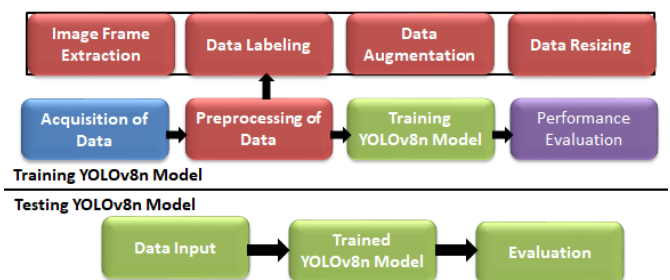 Image Frame
Extraction
Data Labeling
Data
Augmentation
Data Resizing
Acquisition of
Data
Preprocessing of
Data
Training
YOLOv8n Model
Performance
Evaluation
Training YOLOv8n Model
Testing YOLOv8n Model
Data Input
Trained
YOLOv8n Model
Evaluation